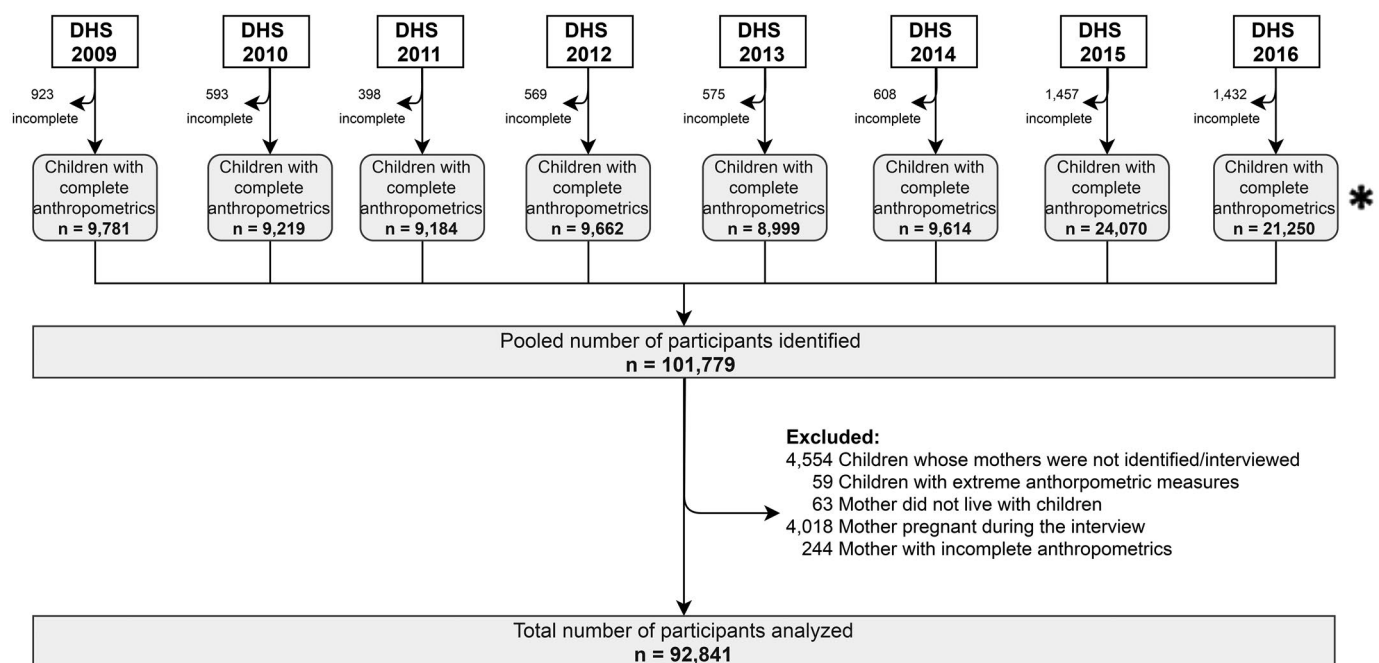 DHS
2009
DHS
2010
DHS
2011
DHS
2012
DHS
2013
DHS
2014
DHS
2015
DHS
2016
923
incomplete
593
incomplete
398
incomplete
569
incomplete
575
incomplete
608
incomplete
1,457
incomplete
1,432
incomplete
Children with
complete
anthropometrics
n = 9,781
Children with
complete
anthropometrics
n = 9,219
Children with
complete
anthropometrics
n = 9,184
Children with
complete
anthropometrics
n = 9,662
Children with
complete
anthropometrics
n = 8,999
Children with
complete
anthropometrics
n = 9,614
Children with
complete
anthropometrics
n = 24,070
Children with
complete
anthropometrics
n = 21,250
*
Pooled number of participants identified
n = 101,779
Excluded:
4,554 Children whose mothers were not identified/interviewed
59 Children with extreme anthorpometric measures
63 Mother did not live with children
4,018 Mother pregnant during the interview
244 Mother with incomplete anthropometrics
Total number of participants analyzed
n = 92,841